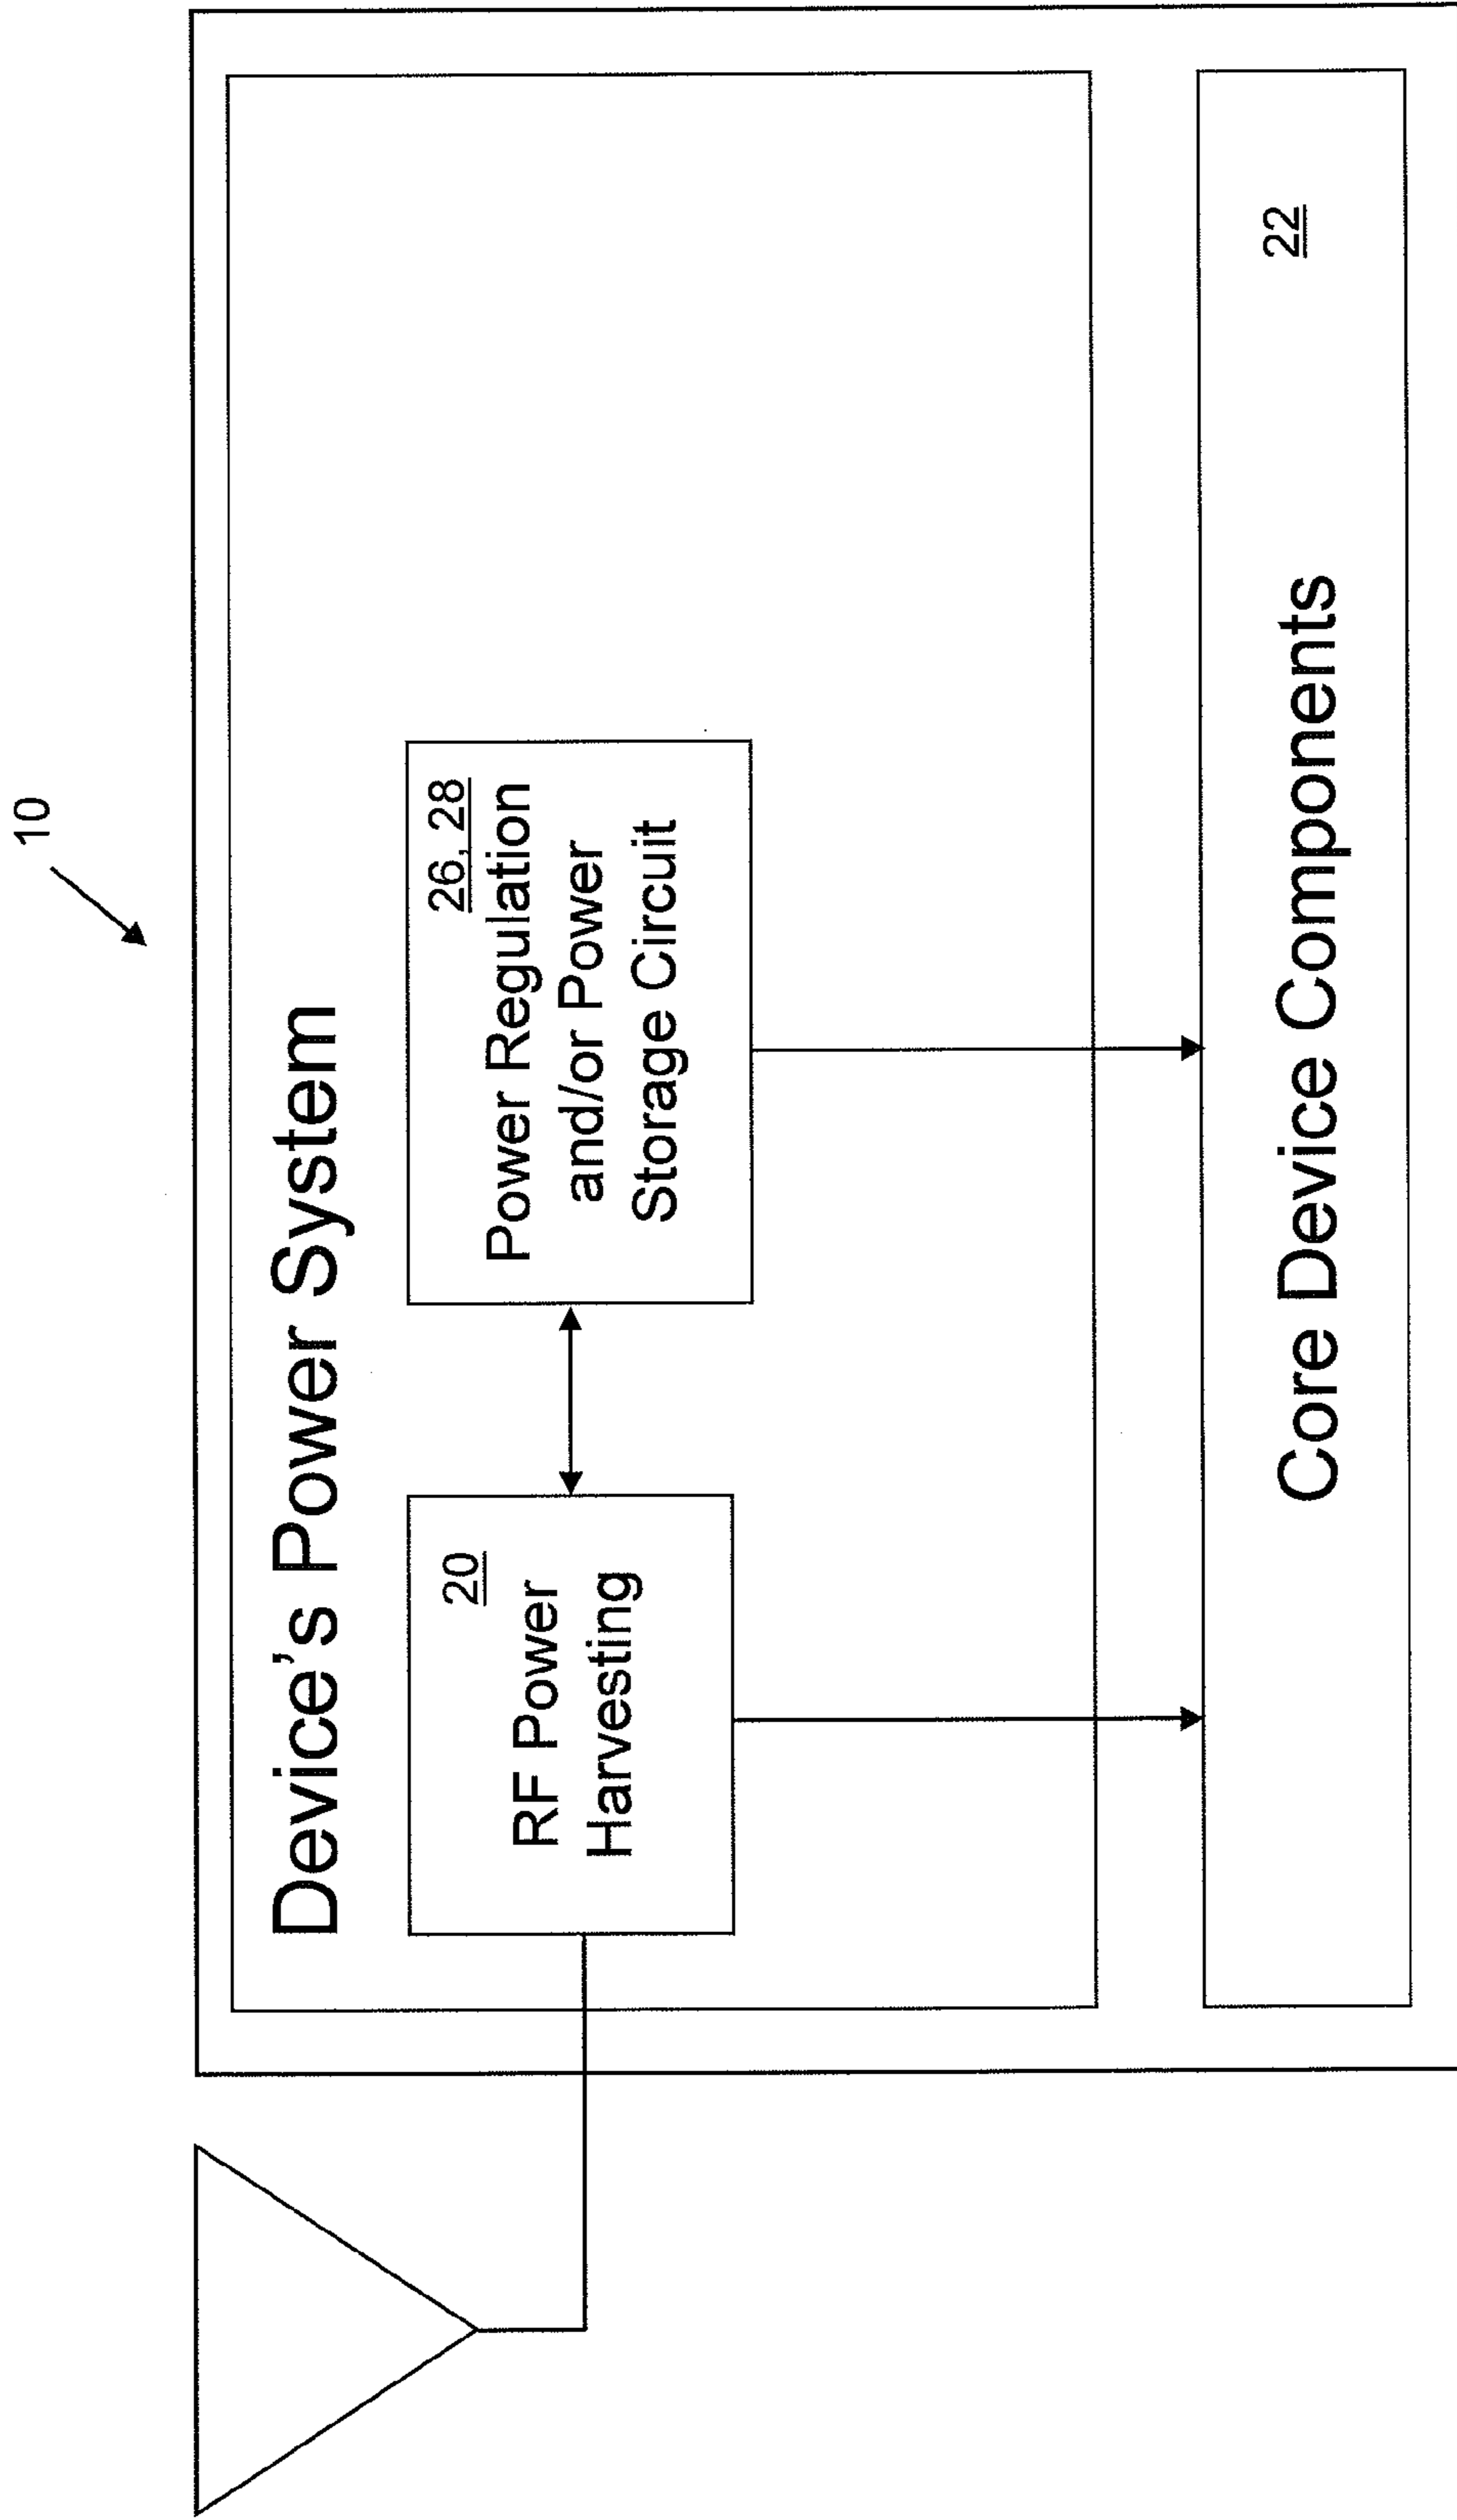 10
Device's Power System
20
RF Power
Harvesting
26, 28
Power Regulation
and/or Power
Storage Circuit
Core Device Components
22